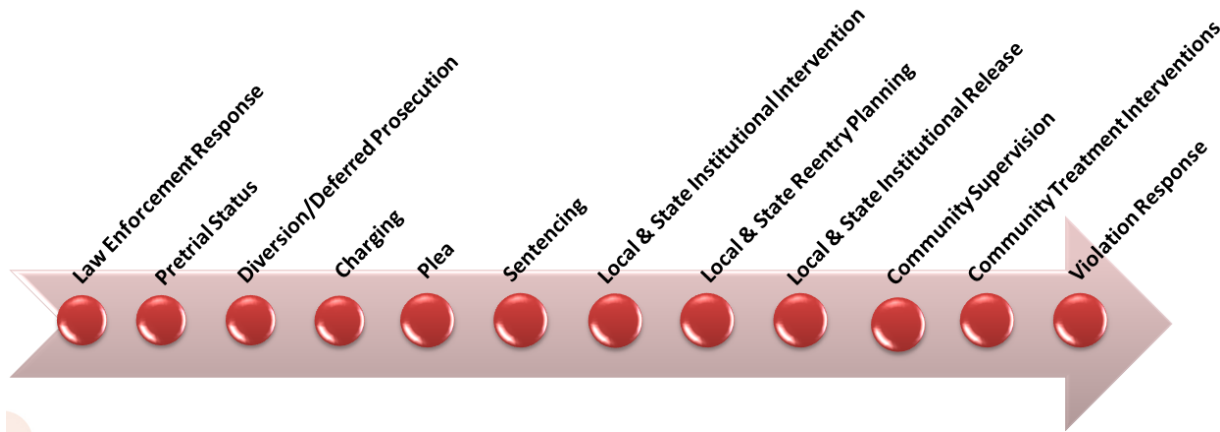 Law Enforcement Response
Pretrial Status
Diversion/Deferred Prosecution
Charging
Plea
Sentencing
Local & State Institutional Intervention
Local & State Reentry Planning
Local & State Institutional Release
Community Supervision
Community Treatment Interventions
Violation Response